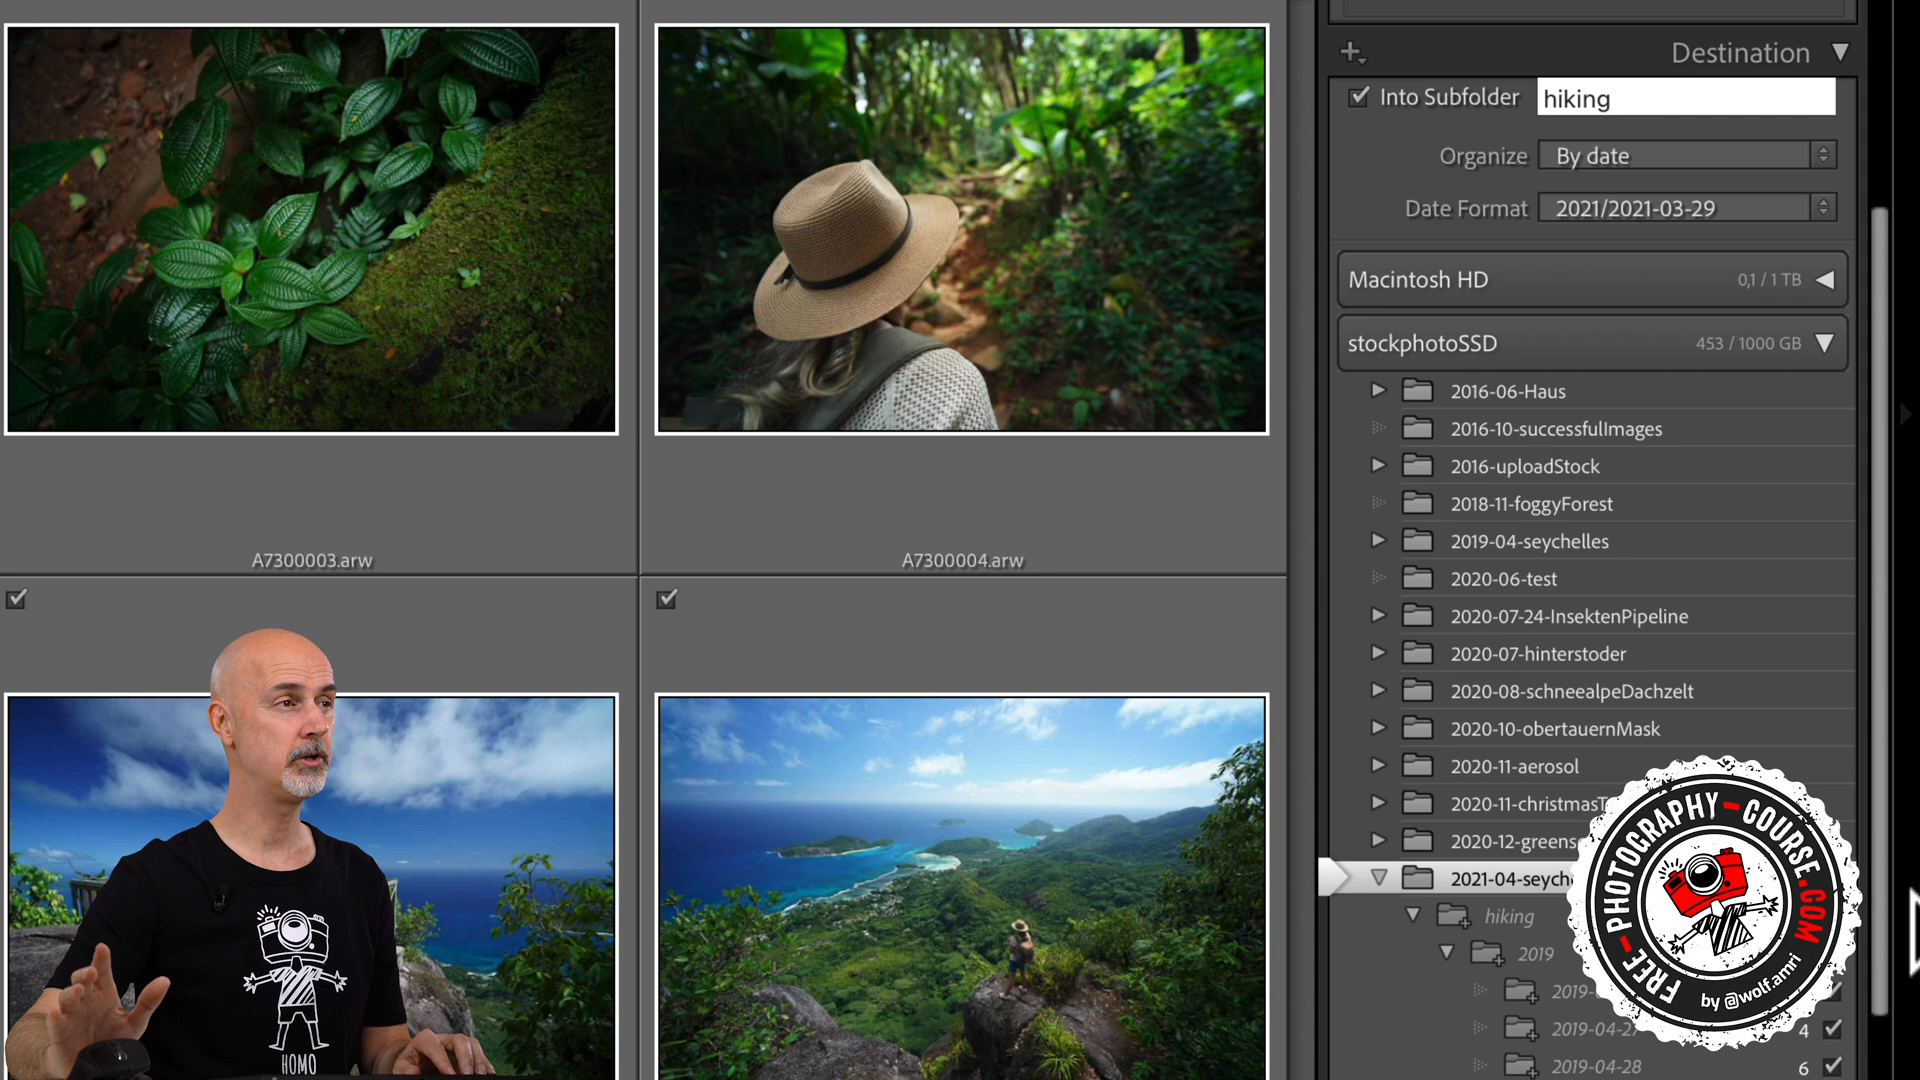 Destination
Into Subfolder hiking
Organize By date
Date Format 2021/2021-03-29
Macintosh HD 0,1 / 1 TB
stockphotoSSD 453 / 1000 GB
2016-06-Haus
2016-10-successfulImages
2016-uploadStock
2018-11-foggyForest
2019-04-seychelles
2020-06-test
2020-07-24-InsektenPipeline
2020-07-hinterstoder
2020-08-schneealpeDachzelt
2020-10-obertauernMask
2020-11-aerosol
2020-11-christmasT
2020-12-greens
2021-04-seych
hiking
2019
2019-
2019-04-27 4
2019-04-28 6
A7300003.arw
A7300004.arw
HOMO
FREE-PHOTOGRAPHY-COURSE.COM
by @wolf.amri